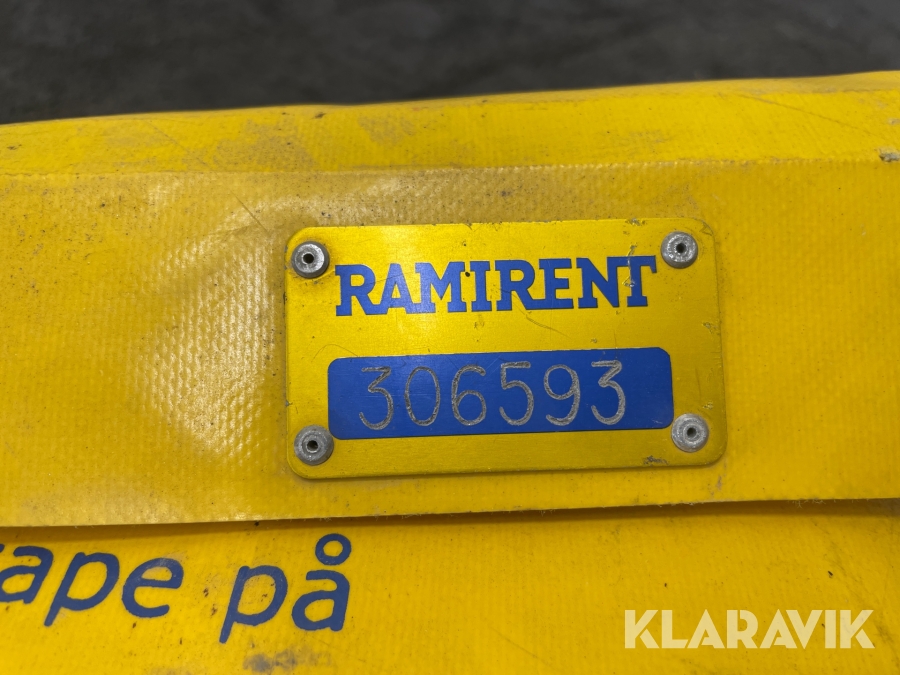 RAMIRENT
306593
ape på
KLARAVIK